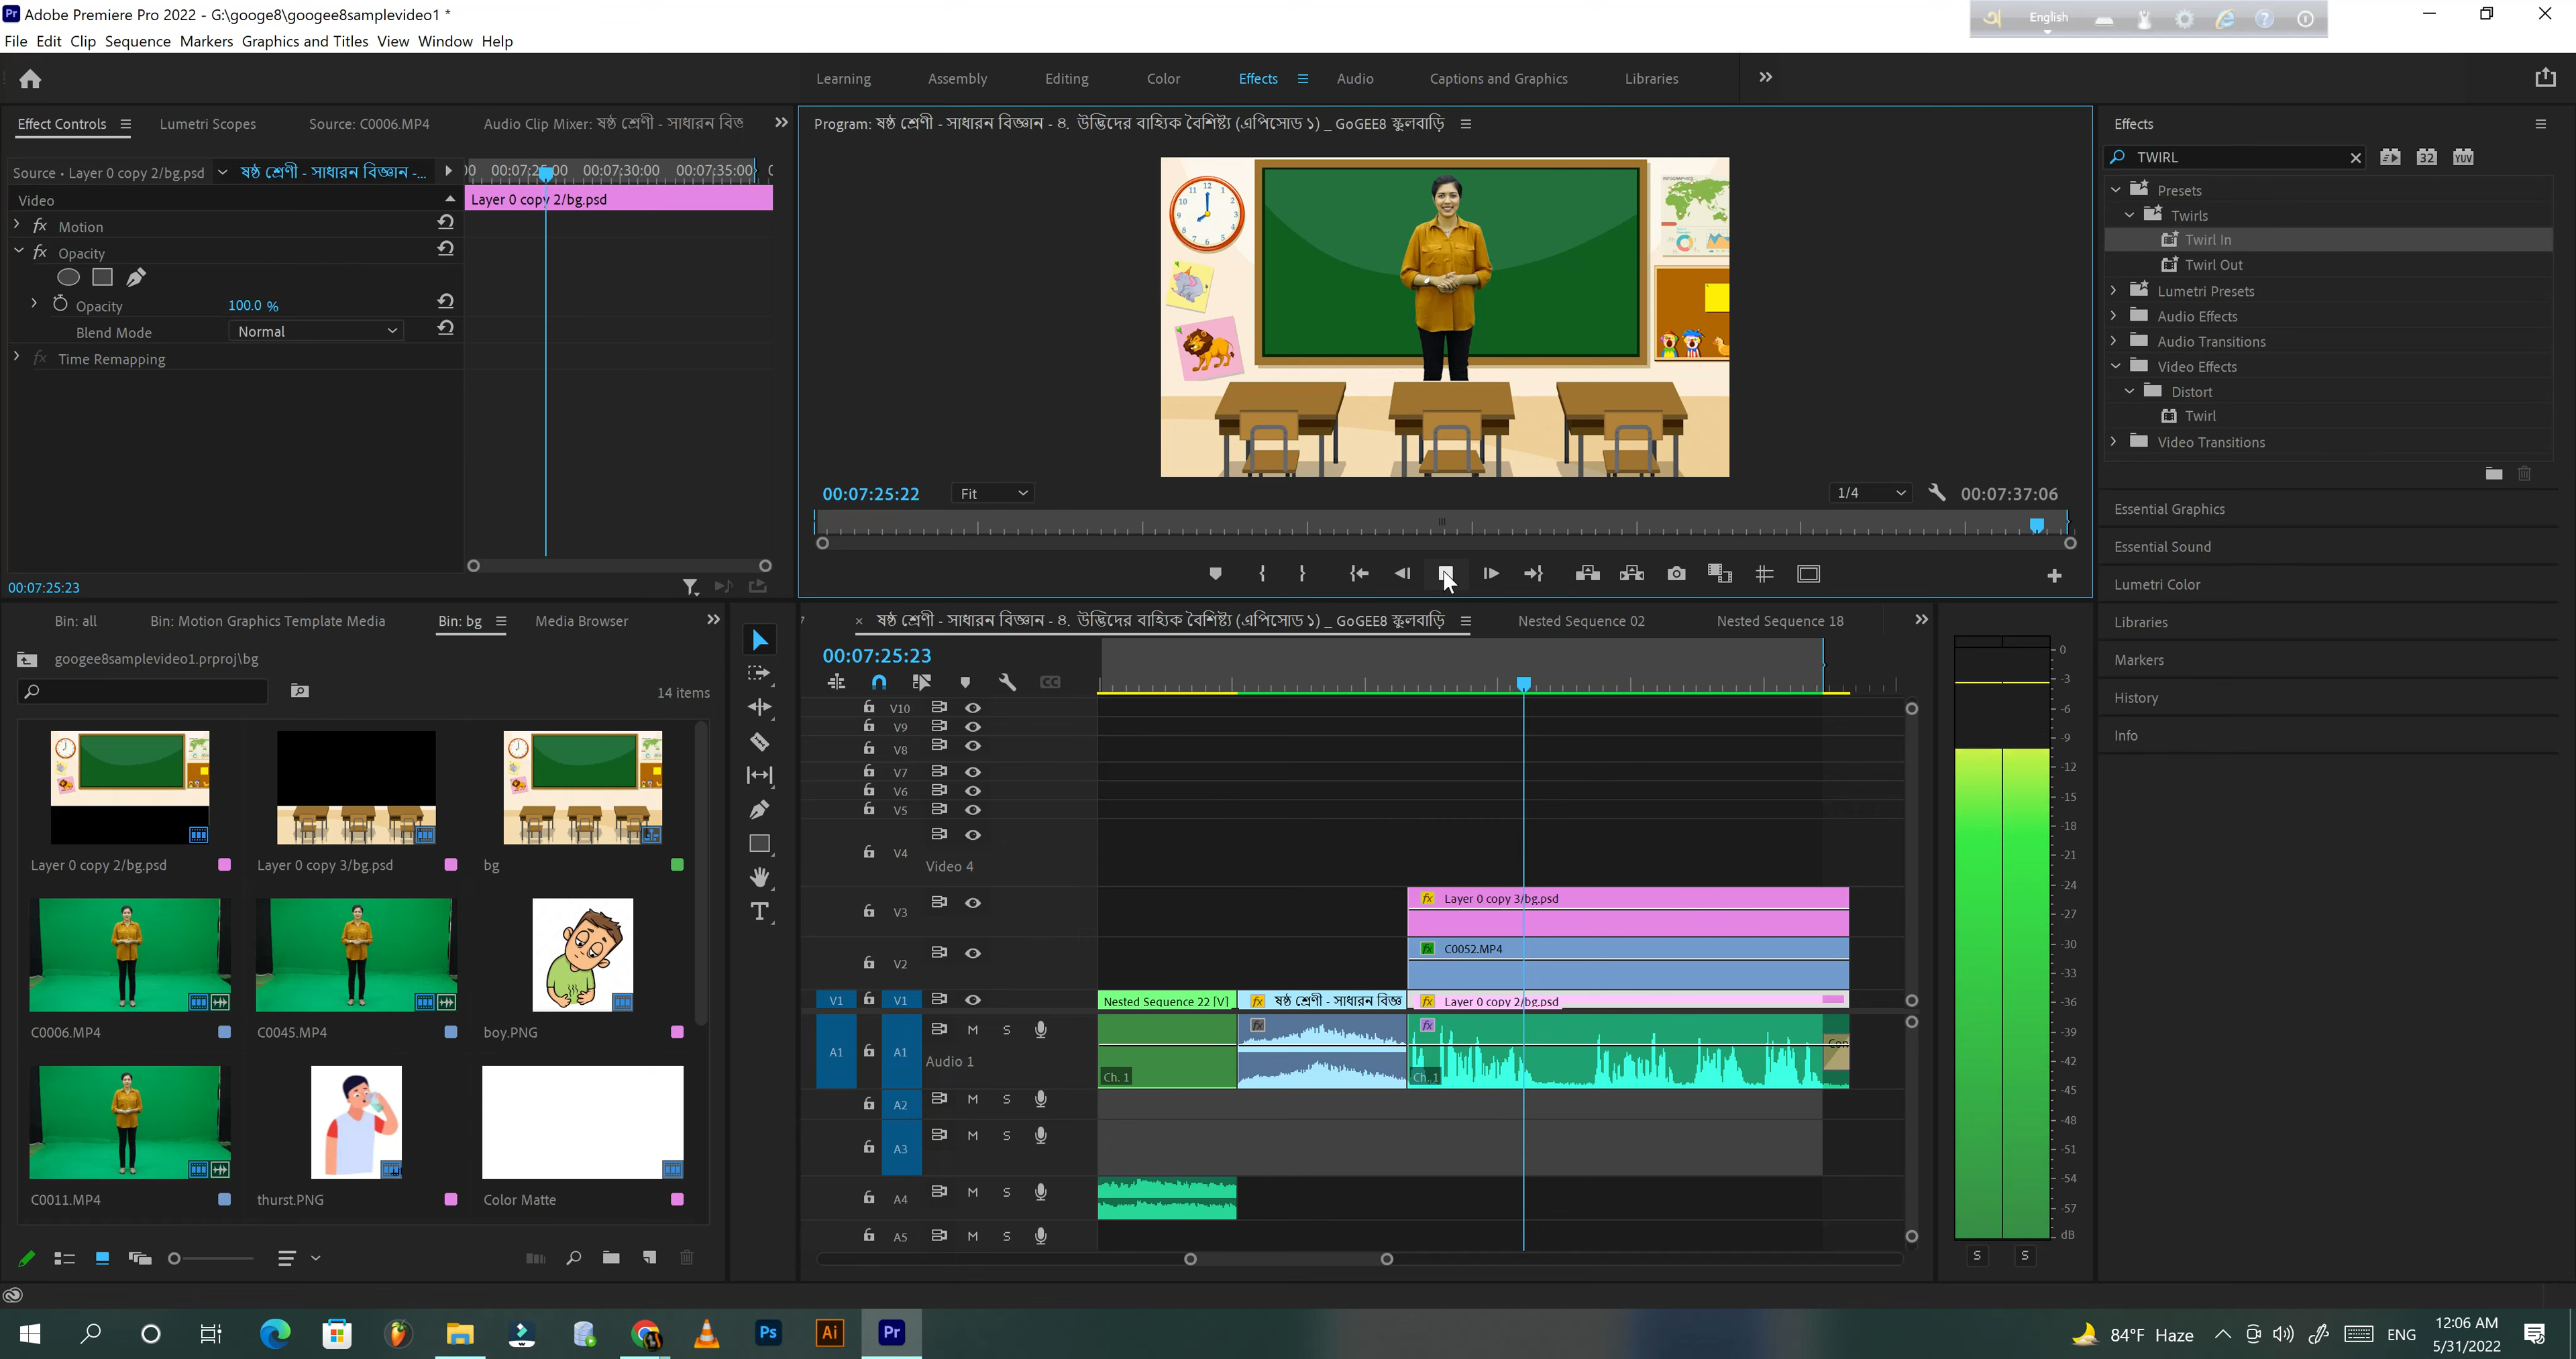 Adobe Premiere Pro 2022 - G:\googe8\googee8samplevideo1 *
English
File Edit Clip Sequence Markers Graphics and Titles View Window Help
Learning Assembly Editing Color Effects Audio Captions and Graphics Libraries
Effect Controls Lumetri Scopes Source: C0006.MP4 Audio Clip Mixer: ষষ্ঠ শ্রেণী - সাধারন বিজ্ঞ
Source • Layer 0 copy 2/bg.psd ষষ্ঠ শ্রেণী - সাধারন বিজ্ঞান -...
00:07:25:00 00:07:30:00 00:07:35:00
Video
Layer 0 copy 2/bg.psd
fx Motion
fx Opacity
Opacity 100.0 %
Blend Mode Normal
fx Time Remapping
00:07:25:23
Program: ষষ্ঠ শ্রেণী - সাধারন বিজ্ঞান - ৪. উদ্ভিদের বাহ্যিক বৈশিষ্ট্য (এপিসোড ১) _ GoGEE8 স্কুলবাড়ি
00:07:25:22 Fit 1/4 00:07:37:06
Effects
TWIRL
32 YUV
Presets
Twirls
Twirl In
Twirl Out
Lumetri Presets
Audio Effects
Audio Transitions
Video Effects
Distort
Twirl
Video Transitions
Essential Graphics
Essential Sound
Lumetri Color
Libraries
Markers
History
Info
Bin: all Bin: Motion Graphics Template Media Bin: bg Media Browser
googee8samplevideo1.prproj\bg
14 items
Layer 0 copy 2/bg.psd Layer 0 copy 3/bg.psd bg
C0006.MP4 C0045.MP4 boy.PNG
C0011.MP4 thurst.PNG Color Matte
× ষষ্ঠ শ্রেণী - সাধারন বিজ্ঞান - ৪. উদ্ভিদের বাহ্যিক বৈশিষ্ট্য (এপিসোড ১) _ GoGEE8 স্কুলবাড়ি Nested Sequence 02 Nested Sequence 18
00:07:25:23
V10
V9
V8
V7
V6
V5
V4
Video 4
V3 fx Layer 0 copy 3/bg.psd
V2 fx C0052.MP4
V1 V1 Nested Sequence 22 [V] fx ষষ্ঠ শ্রেণী - সাধারন বিজ্ঞ fx Layer 0 copy 2/bg.psd
A1 A1 M S
Audio 1
Ch. 1 Ch. 1
A2 M S
A3 M S
A4 M S
A5 M S
0
-3
-6
-9
-12
-15
-18
-21
-24
-27
-30
-33
-36
-39
-42
-45
-48
-51
-54
-57
dB
S S
Ps Ai Pr
84°F Haze ENG
12:06 AM
5/31/2022